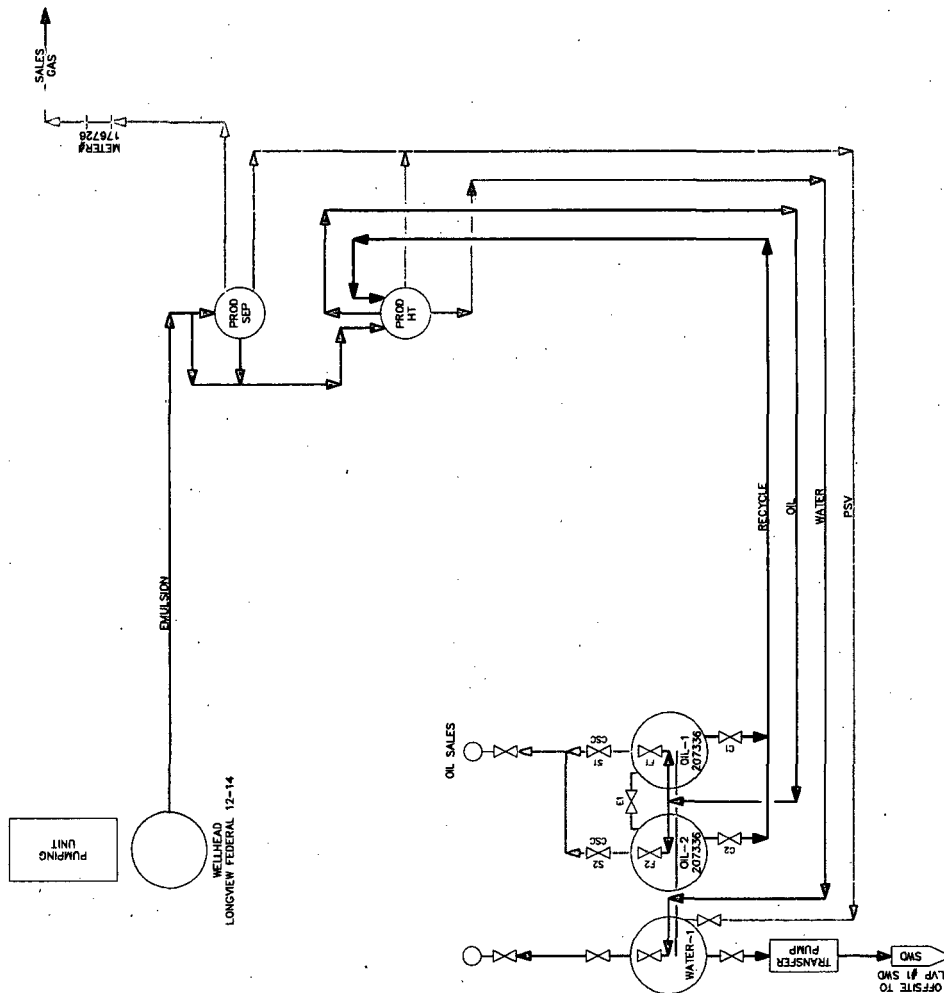 SALES
GAS
METER#
176726
PROD
SEP
PROD
HT
EMULSION
RECYCLE
OIL
WATER
PSV
PUMPING
UNIT
WELLHEAD
LONGVIEW FEDERAL 12-14
OIL SALES
S1
CSC
F1
OIL-1
207336
C1
E1
S2
CSC
F2
OIL-2
207336
C2
WATER-1
TRANSFER
PUMP
SWD
OFFSITE TO
LVP #1 SWD